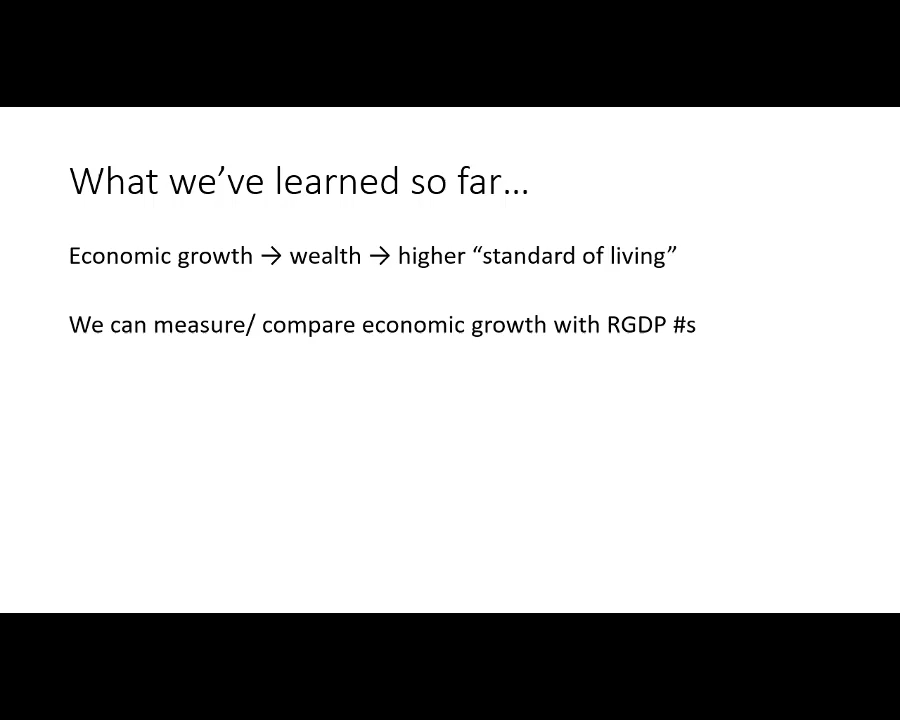 What we’ve learned so far…
Economic growth → wealth → higher “standard of living”
We can measure/ compare economic growth with RGDP #s